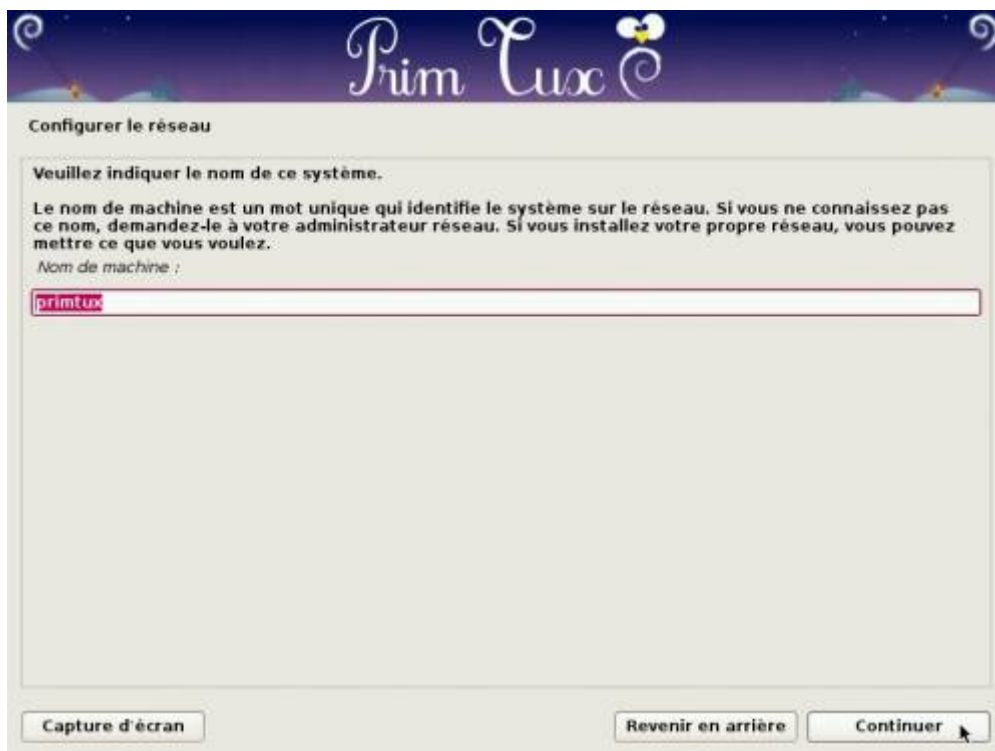 Prim Tux
Configurer le réseau
Veuillez indiquer le nom de ce système.
Le nom de machine est un mot unique qui identifie le système sur le réseau. Si vous ne connaissez pas
ce nom, demandez-le à votre administrateur réseau. Si vous installez votre propre réseau, vous pouvez
mettre ce que vous voulez.
Nom de machine :
primtux
Capture d'écran
Revenir en arrière
Continuer